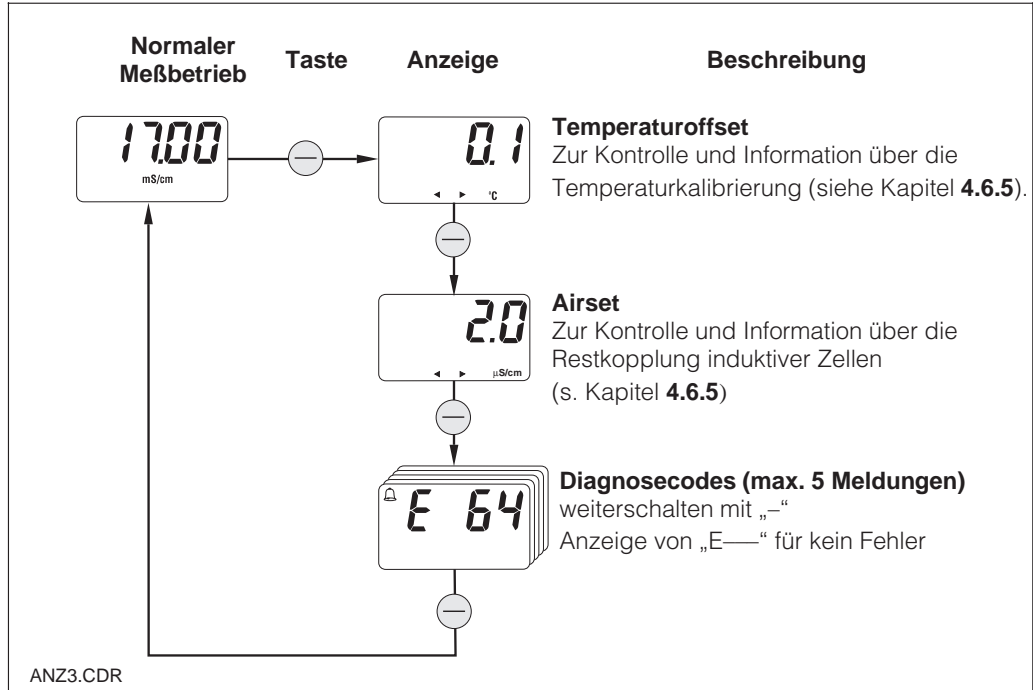 Normaler
Meßbetrieb
Taste
Anzeige
Beschreibung
17.00
mS/cm
0.1
°C
Temperaturoffset
Zur Kontrolle und Information über die
Temperaturkalibrierung (siehe Kapitel 4.6.5).
2.0
µS/cm
Airset
Zur Kontrolle und Information über die
Restkopplung induktiver Zellen
(s. Kapitel 4.6.5)
E 64
Diagnosecodes (max. 5 Meldungen)
weiterschalten mit „–“
Anzeige von „E–––“ für kein Fehler
ANZ3.CDR